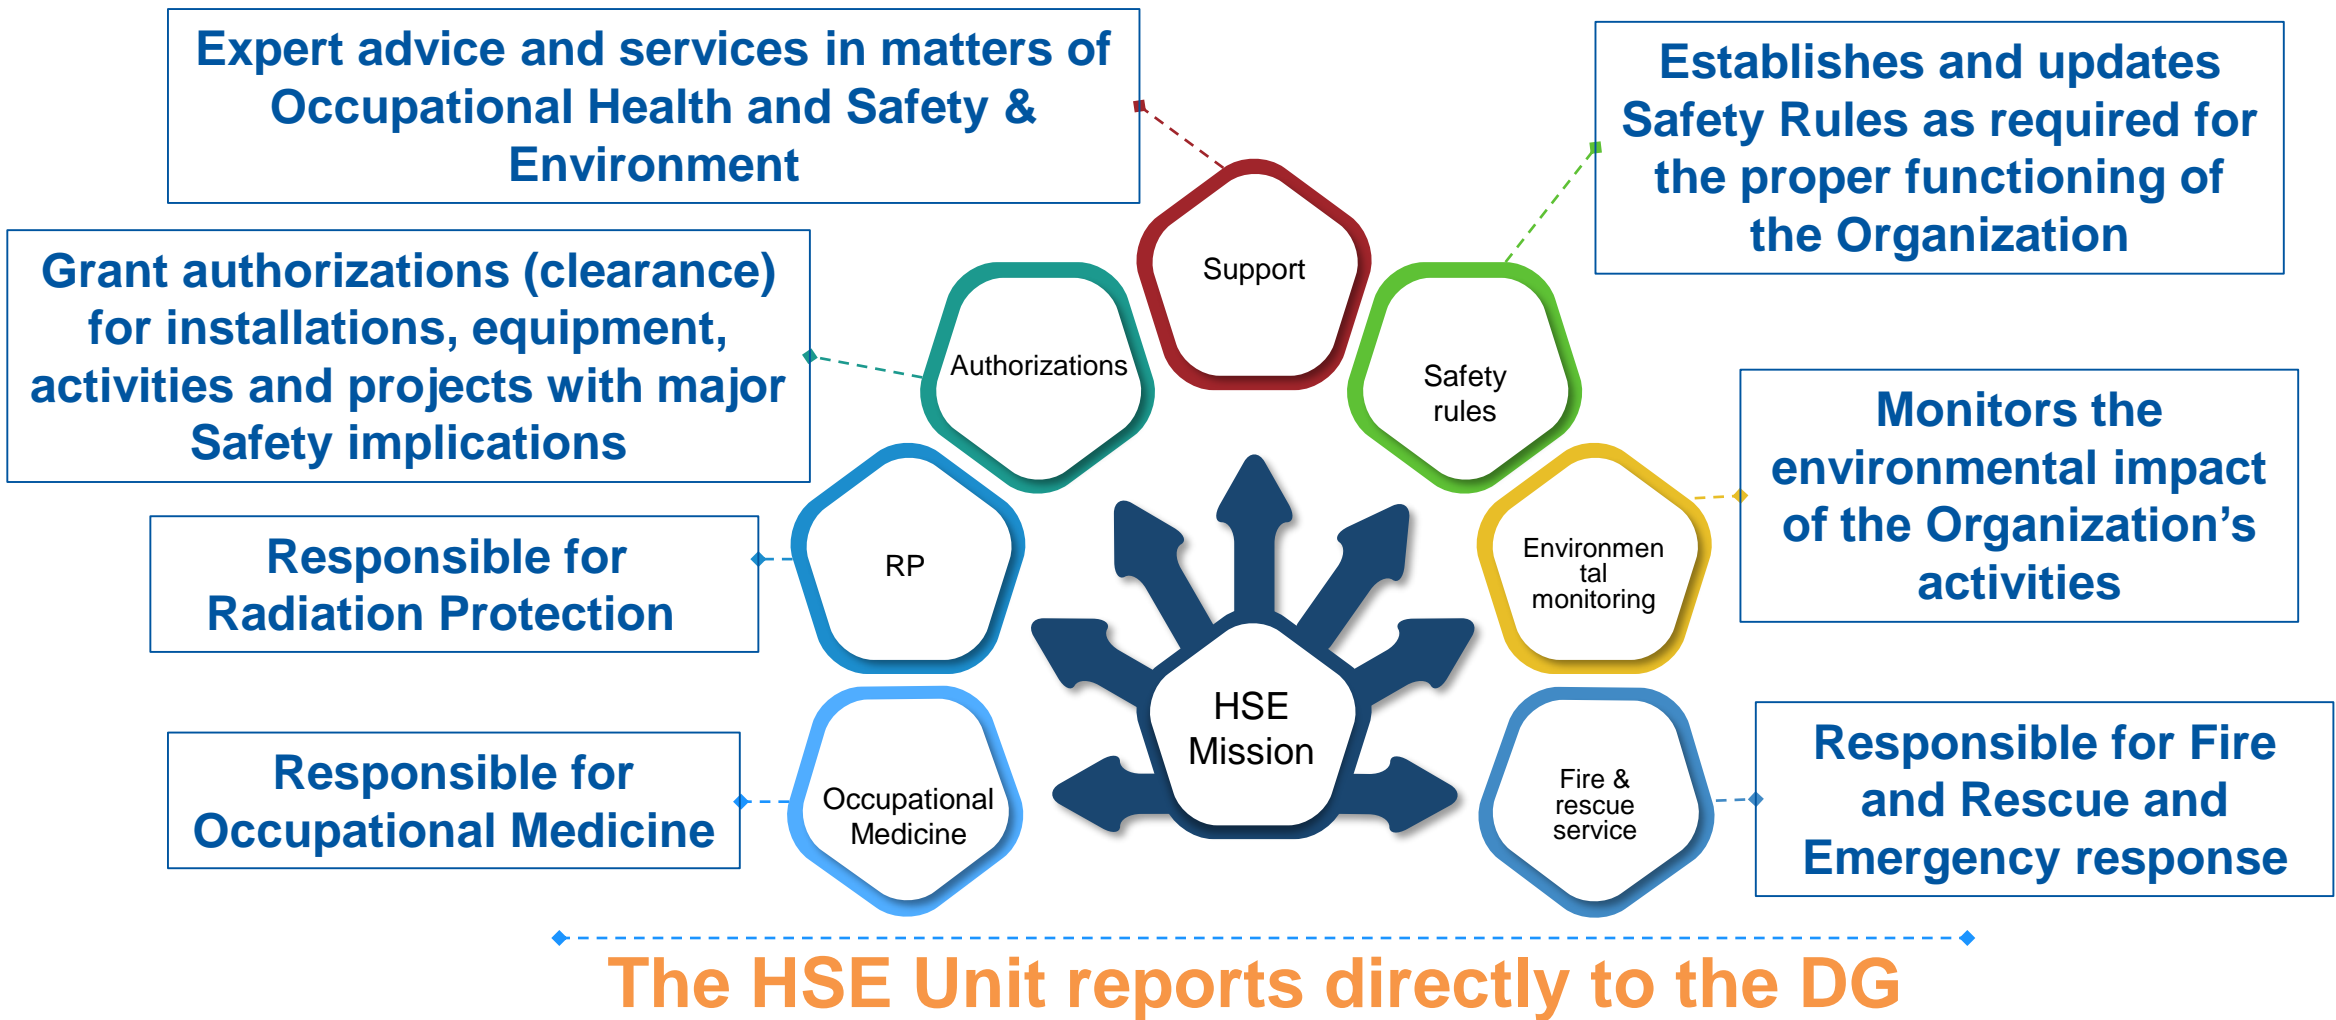 Expert advice and services in matters of
Occupational Health and Safety &
Environment
Establishes and updates
Safety Rules as required for
the proper functioning of
the Organization
Grant authorizations (clearance)
for installations, equipment,
activities and projects with major
Safety implications
Support
Authorizations
Safety
rules
Monitors the
environmental impact
of the Organization’s
activities
Responsible for
Radiation Protection
RP
Environmen
tal
monitoring
HSE
Mission
Responsible for
Occupational Medicine
Occupational
Medicine
Fire &
rescue
service
Responsible for Fire
and Rescue and
Emergency response
The HSE Unit reports directly to the DG